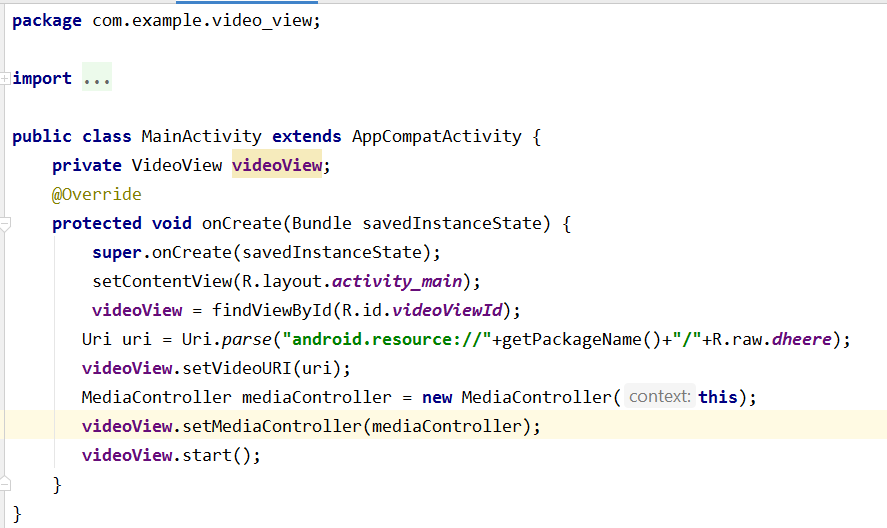 package com.example.video_view;
import ...
public class MainActivity extends AppCompatActivity {
private VideoView videoView;
@Override
protected void onCreate(Bundle savedInstanceState) {
super.onCreate(savedInstanceState);
setContentView(R.layout.activity_main);
videoView = findViewById(R.id.videoViewId);
Uri uri = Uri.parse("android.resource://"+getPackageName()+"/"+R.raw.dheere);
videoView.setVideoURI(uri);
MediaController mediaController = new MediaController( context: this);
videoView.setMediaController(mediaController);
videoView.start();
}
}